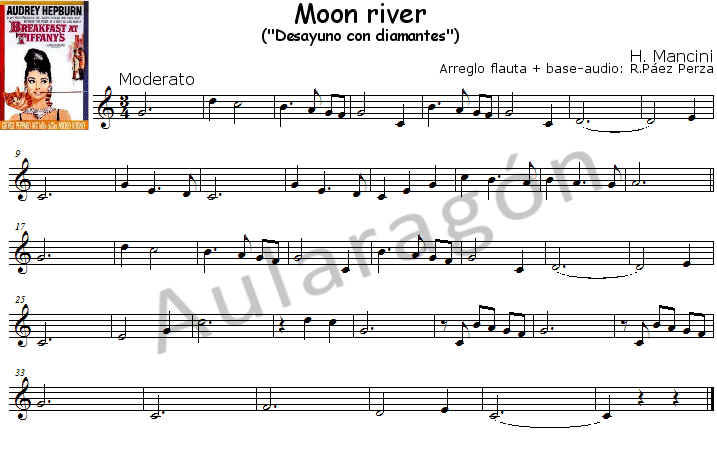 AUDREY HEPBURN
BREAKFAST AT
TIFFANY'S
Moon river
("Desayuno con diamantes")
H. Mancini
Arreglo flauta + base-audio: R.Páez Perza
Moderato
3
4
9
17
25
33
Aularagón